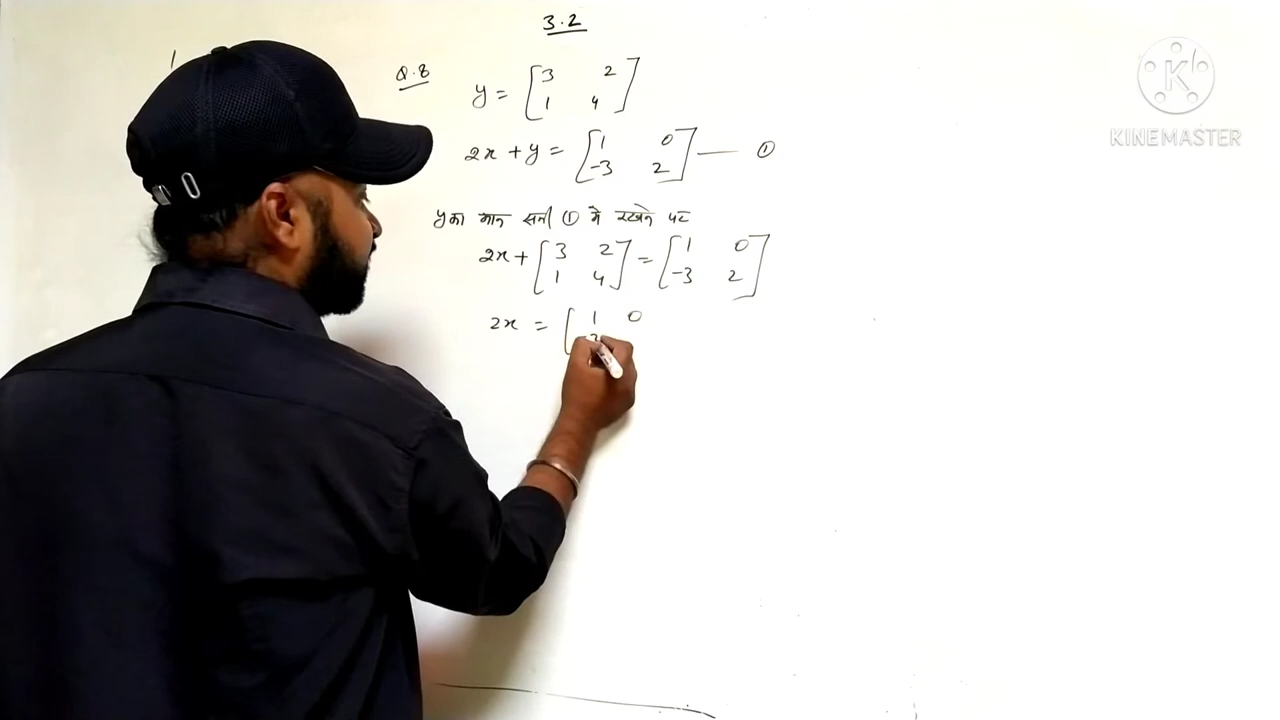 3.2
Q.8 y = [3 2
1 4]
2x + y = [1 0
-3 2] — ①
y का मान समी ① में रखने पर
2x + [3 2
1 4] = [1 0
-3 2]
2x = [1 0
K
KINEMASTER